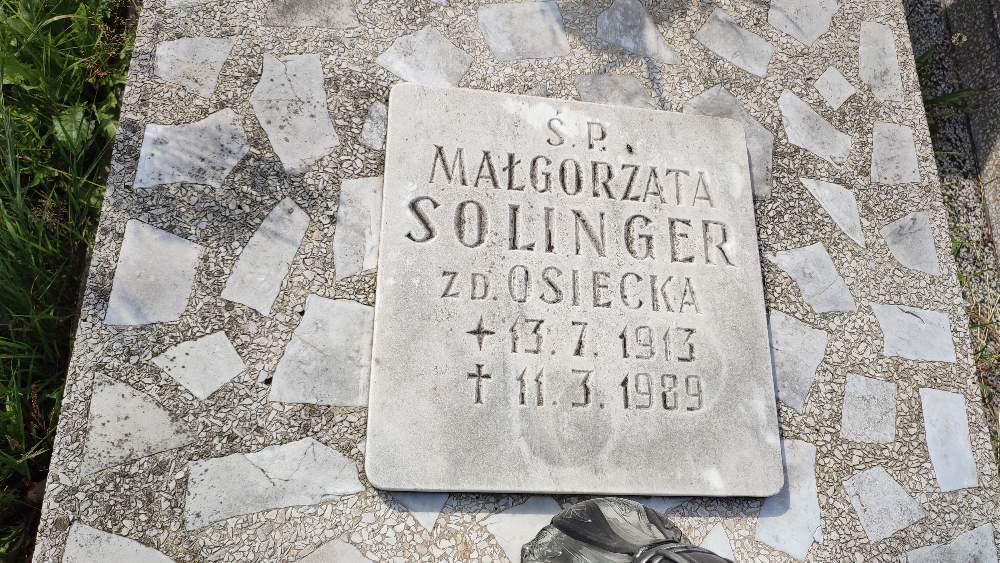 Ś.P.
MAŁGORZATA
SOLINGER
ZD. OSIECKA
13.7.1913
✝ 11.3.1989